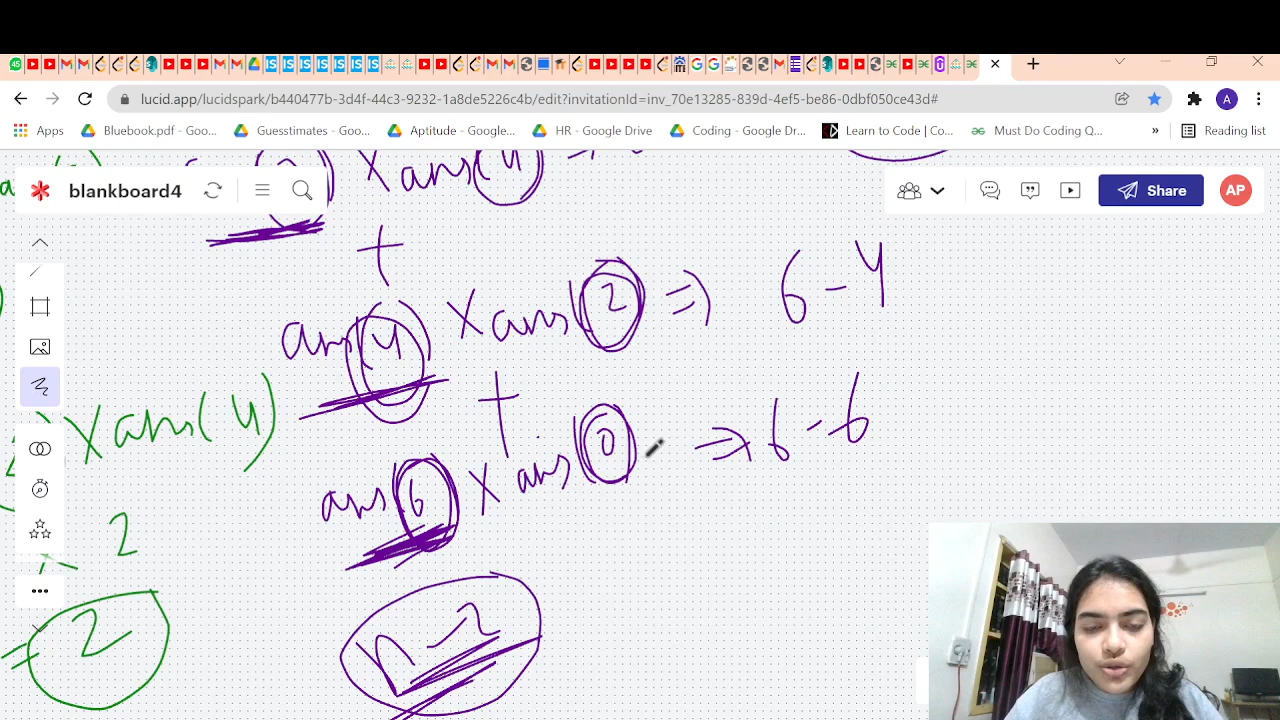 lucid.app/lucidspark/b440477b-3d4f-44c3-9232-1a8de5226c4b/edit?invitationId=inv_70e13285-839d-4ef5-be86-0dbf050ce43d#
A
Apps
Bluebook.pdf - Goo...
Guesstimates - Goo...
Aptitude - Google...
HR - Google Drive
Coding - Google Dr...
Learn to Code | Co...
Must Do Coding Q...
»
Reading list
X ans(4)
blankboard4
Share
AP
+
ans(4) X ans(2) => 6 - 4
X ans(4)
+
ans(6) X ans(0) => 6 - 6
2
= 2
n-2